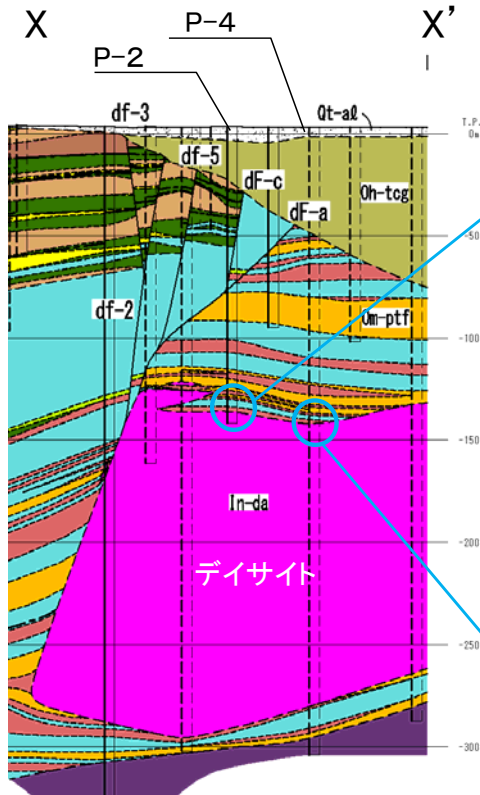 X
X’
P-4
P-2
df-3
Qt-al
T.P.
0m
df-5
dF-c
Oh-tcg
dF-a
-50
df-2
Om-ptf
-100
-150
In-da
-200
デイサイト
-250
-300